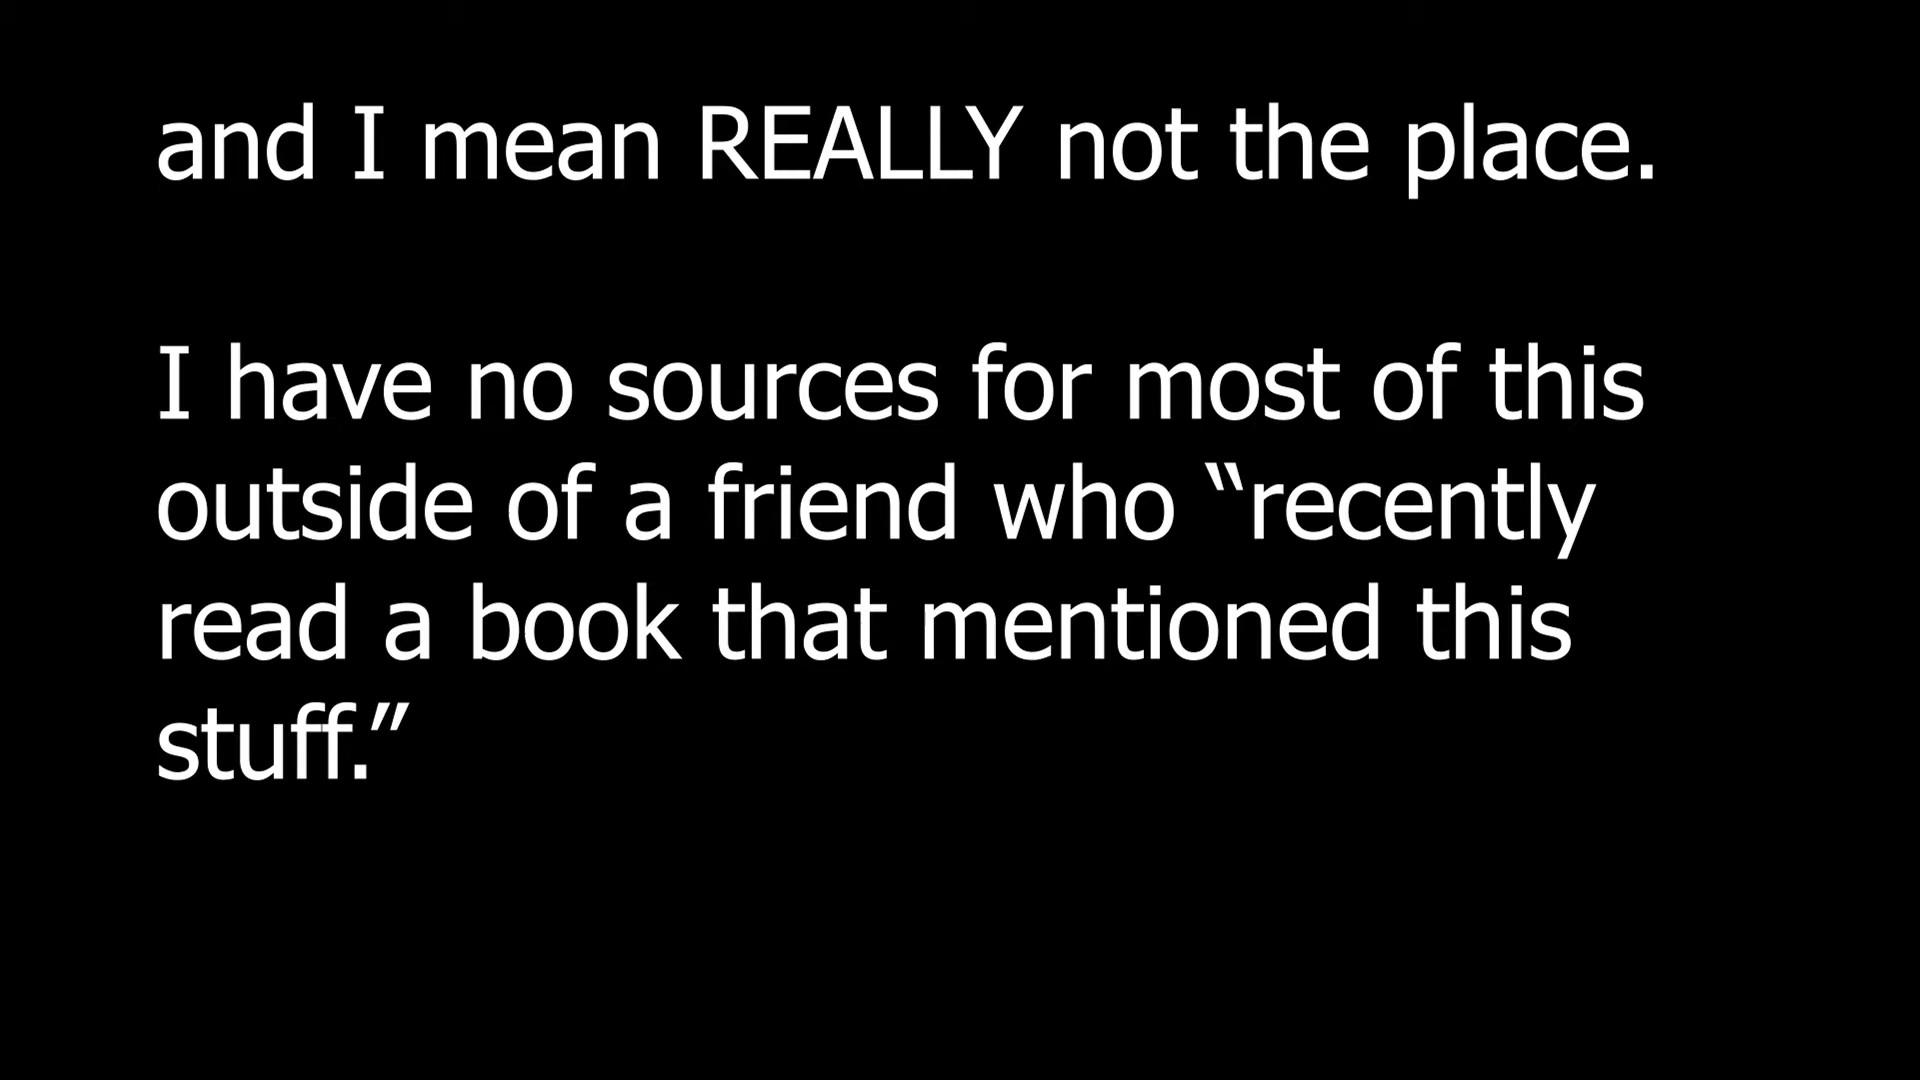 and I mean REALLY not the place.
I have no sources for most of this
outside of a friend who “recently
read a book that mentioned this
stuff.”